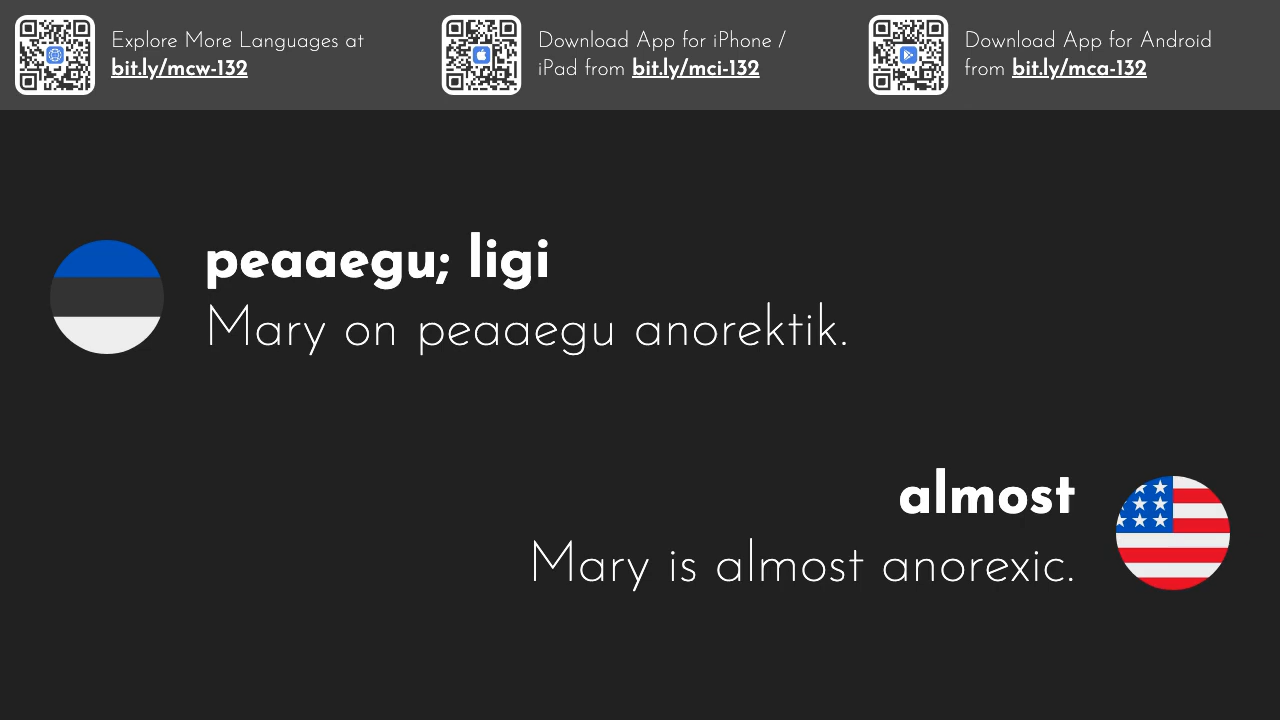 Explore More Languages at
bit.ly/mcw-132
Download App for iPhone /
iPad from bit.ly/mci-132
Download App for Android
from bit.ly/mca-132
peaaegu; ligi
Mary on peaaegu anorektik.
almost
Mary is almost anorexic.